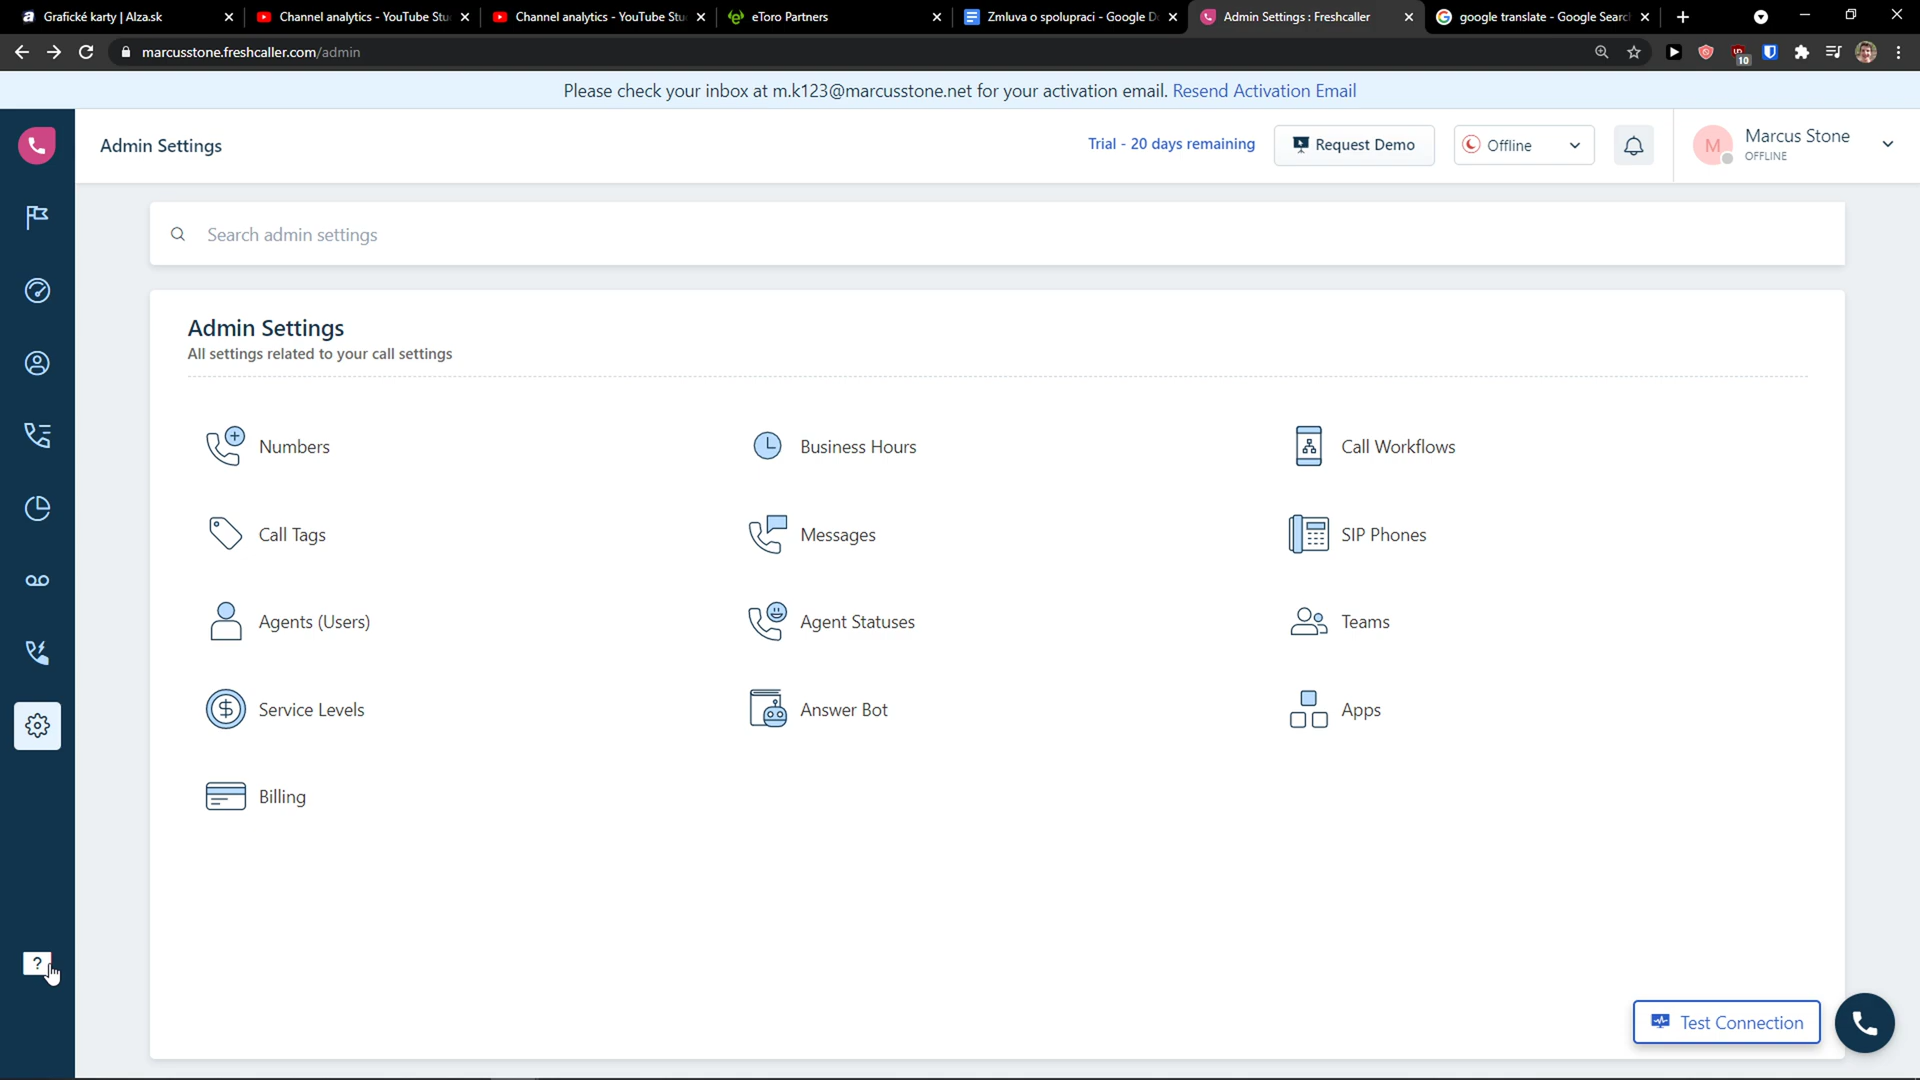 Grafické karty | Alza.sk
Channel analytics - YouTube Stu
Channel analytics - YouTube Stu
eToro Partners
Zmluva o spolupraci - Google D
Admin Settings : Freshcaller
google translate - Google Searc
marcusstone.freshcaller.com/admin
10
Please check your inbox at m.k123@marcusstone.net for your activation email. Resend Activation Email
Admin Settings
Trial - 20 days remaining
Request Demo
Offline
M
Marcus Stone
OFFLINE
Search admin settings
Admin Settings
All settings related to your call settings
Numbers
Business Hours
Call Workflows
Call Tags
Messages
SIP Phones
Agents (Users)
Agent Statuses
Teams
Service Levels
Answer Bot
Apps
Billing
?
Test Connection